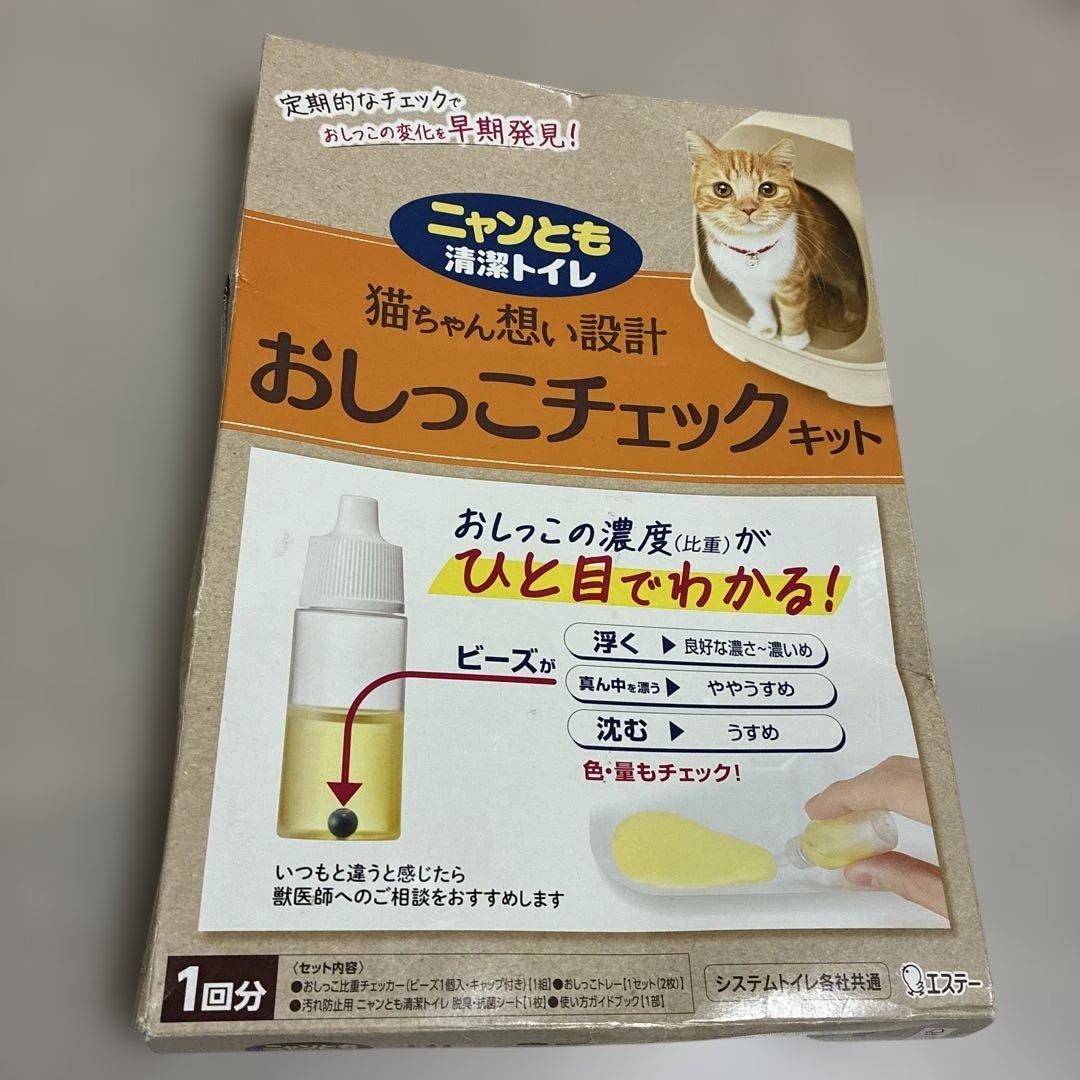 定期的なチェックで
おしっこの変化を早期発見!
ニャンとも
清潔トイレ
猫ちゃん想い設計
おしっこチェックキット
おしっこの濃度(比重)が
ひと目でわかる!
ビーズが
浮く ▶ 良好な濃さ~濃いめ
真ん中を漂う ▶ ややうすめ
沈む ▶ うすめ
色・量もチェック!
いつもと違うと感じたら
獣医師へのご相談をおすすめします
1回分
〈セット内容〉
●おしっこ比重チェッカー(ビーズ1個入・キャップ付き)【1組】●おしっこトレー【1セット(2枚)】
●汚れ防止用 ニャンとも清潔トイレ 脱臭・抗菌シート【1枚】●使い方ガイドブック【1部】
システムトイレ各社共通
エステー